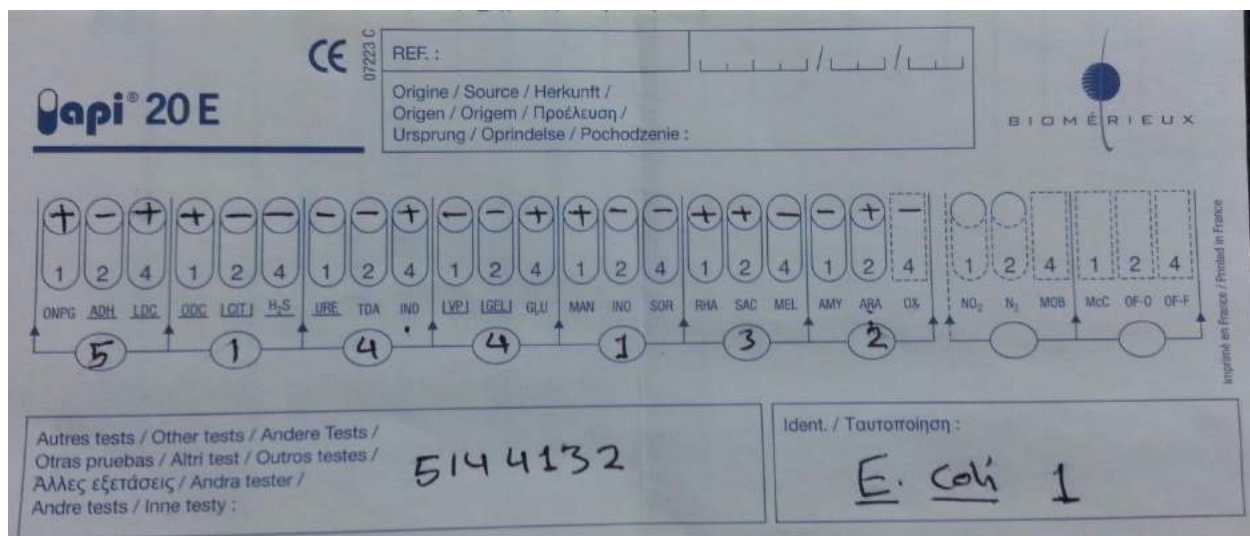 CE
07223 C
REF. :
api® 20 E
Origine / Source / Herkunft /
Origen / Origem / Προέλευση /
Ursprung / Oprindelse / Pochodzenie :
BIOMÉRIEUX
+ − + + − − − − + − − + + − − + + − − + −
1 2 4 1 2 4 1 2 4 1 2 4 1 2 4 1 2 4 1 2 4 1 2 4 1 2 4
ONPG ADH LDC ODC |CIT| H₂S URE TDA IND |VP| |GEL| GLU MAN INO SOR RHA SAC MEL AMY ARA OX NO₂ N₂ MOB McC OF-O OF-F
5 1 4 4 1 3 2
Imprimé en France / Printed in France
Autres tests / Other tests / Andere Tests /
Otras pruebas / Altri test / Outros testes /
Άλλες εξετάσεις / Andra tester /
Andre tests / Inne testy :
5144132
Ident. / Ταυτοποίηση :
E. coli 1